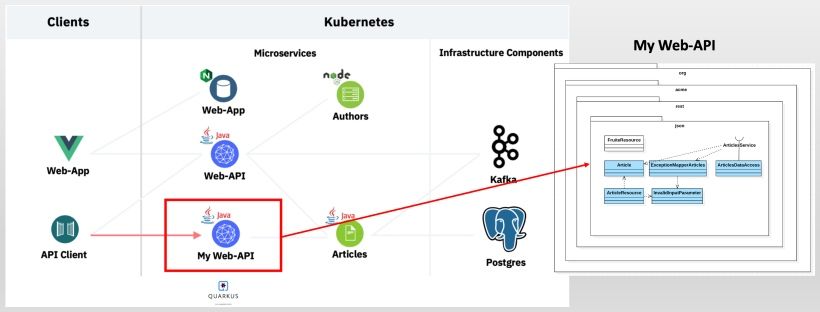 Clients
Kubernetes
Microservices
Infrastructure Components
Web-App
node
Authors
Java
Web-API
Web-App
Kafka
Java
My Web-API
Java
Articles
API Client
Postgres
QUARKUS
My Web-API
org
acme
rest
json
FruitsResource
ArticlesService
Article
ExceptionMapperArticles
ArticlesDataAccess
ArticleResource
InvalidInputParameter